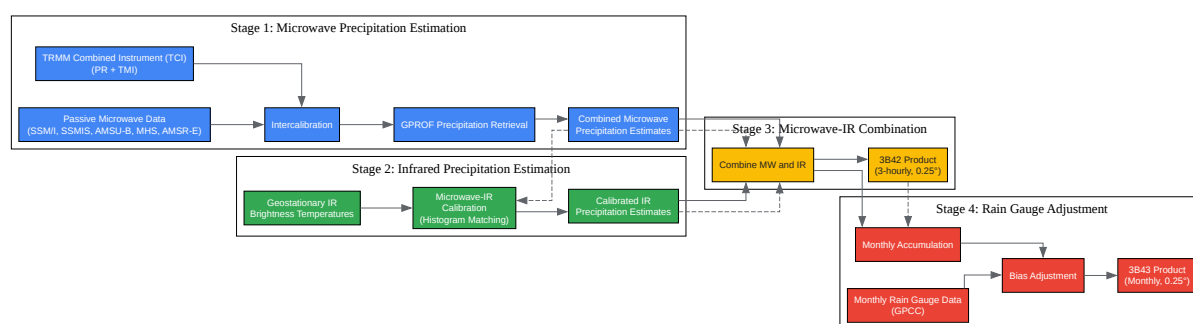 Stage 1: Microwave Precipitation Estimation
TRMM Combined Instrument (TCI)
(PR + TMI)
Passive Microwave Data
(SSM/I, SSMIS, AMSU-B, MHS, AMSR-E)
Intercalibration
GPROF Precipitation Retrieval
Combined Microwave
Precipitation Estimates
Stage 2: Infrared Precipitation Estimation
Geostationary IR
Brightness Temperatures
Microwave-IR
Calibration
(Histogram Matching)
Calibrated IR
Precipitation Estimates
Stage 3: Microwave-IR Combination
Combine MW and IR
3B42 Product
(3-hourly, 0.25°)
Stage 4: Rain Gauge Adjustment
Monthly Accumulation
Monthly Rain Gauge Data
(GPCC)
Bias Adjustment
3B43 Product
(Monthly, 0.25°)